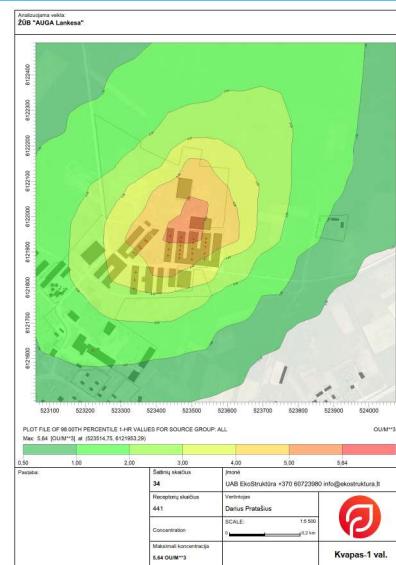 Analizuojama veikla:
ŽŪB "AUGA Lankesa"
6122400
6122300
6122200
6122100
6122000
6121900
6121800
6121700
6121600
523100 523200 523300 523400 523500 523600 523700 523800 523900 524000
PLOT FILE OF 98.00TH PERCENTILE 1-HR VALUES FOR SOURCE GROUP: ALL OU/M**3
Max: 5,64 [OU/M**3] at (523514,75, 6121953,29)
0,50 1,00 2,00 3,00 4,00 5,00 5,64
Pastaba:
Šaltinių skaičius
34
Įmonė
UAB EkoStruktūra +370 60723980 info@ekostruktura.lt
Receptorių skaičius
441
Vertintojas
Darius Pratašius
Concentration
SCALE: 1:5 500
0 0,2 km
Maksimali koncentracija
5,64 OU/M**3
Kvapas-1 val.